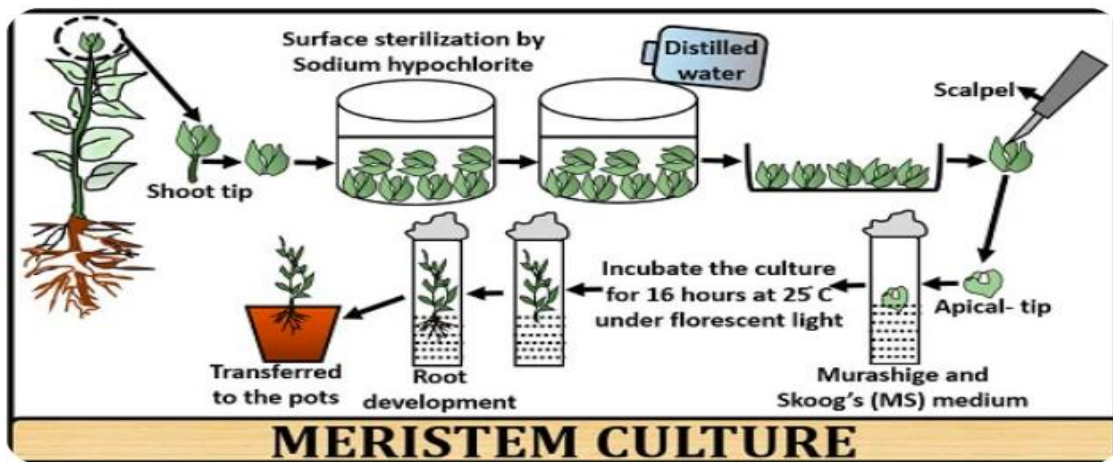 Surface sterilization by
Sodium hypochlorite
Distilled
water
Scalpel
Shoot tip
Apical- tip
Murashige and
Skoog's (MS) medium
Incubate the culture
for 16 hours at 25°C
under florescent light
Root
development
Transferred
to the pots
MERISTEM CULTURE